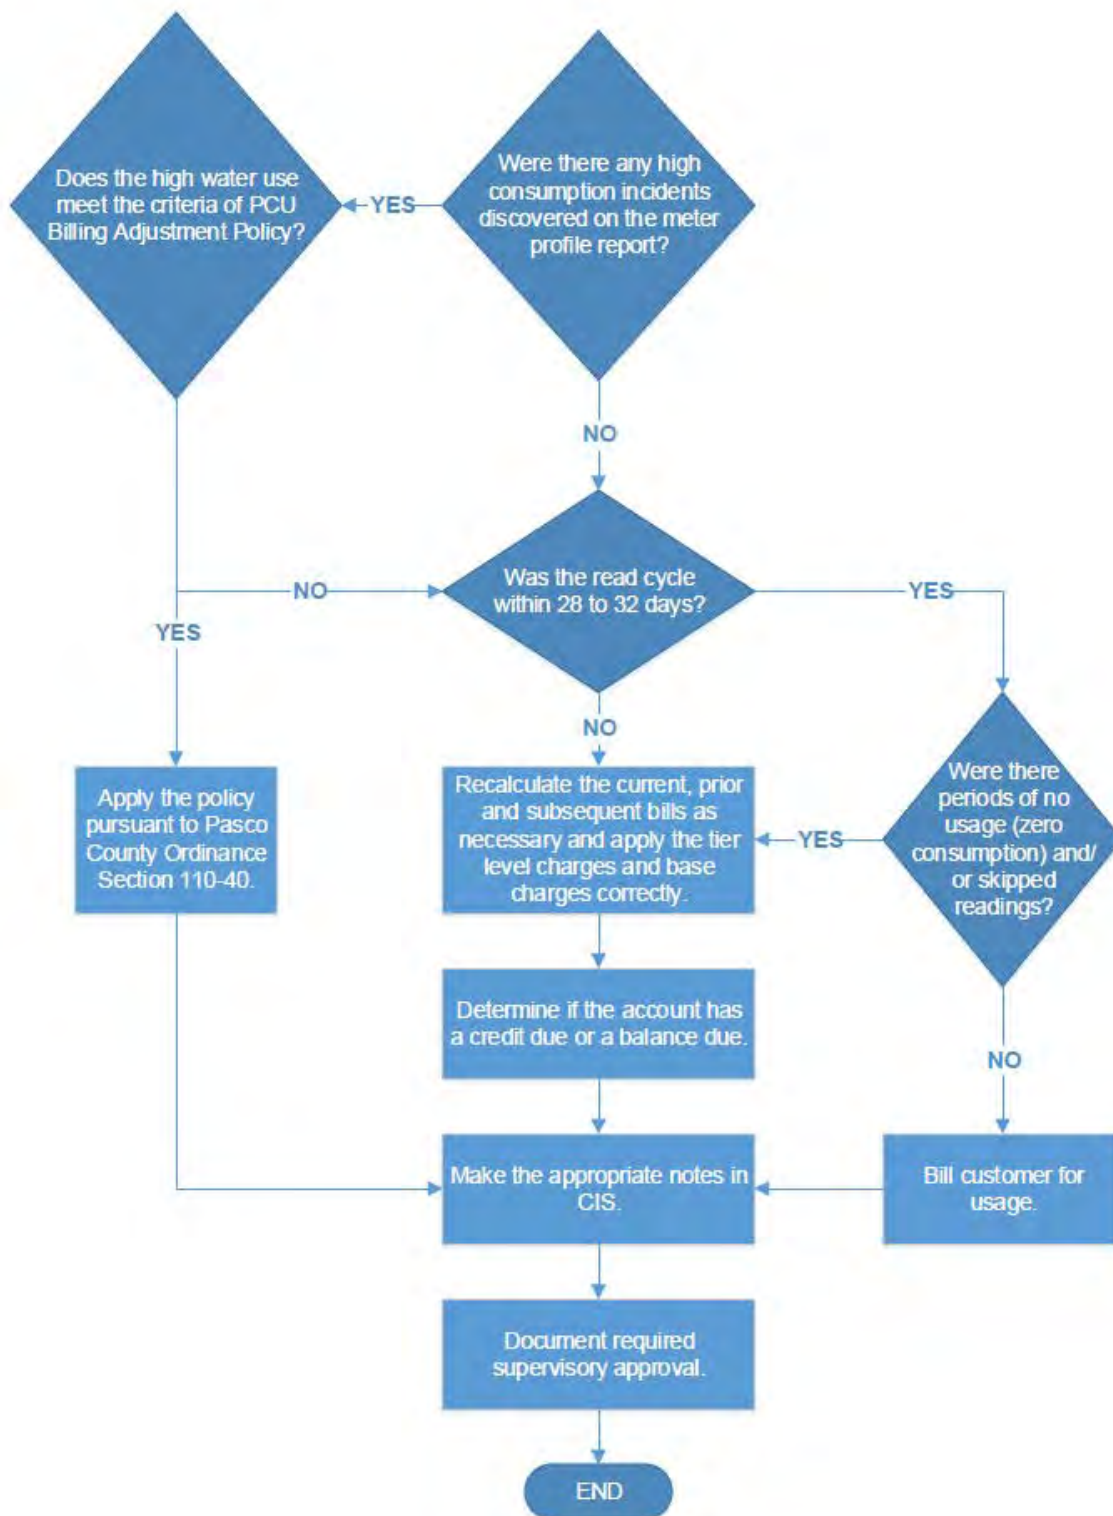 Does the high water use
meet the criteria of PCU
Billing Adjustment Policy?
YES
Were there any high
consumption incidents
discovered on the meter
profile report?
NO
NO
Was the read cycle
within 28 to 32 days?
YES
YES
NO
Apply the policy
pursuant to Pasco
County Ordinance
Section 110-40.
Recalculate the current, prior
and subsequent bills as
necessary and apply the tier
level charges and base
charges correctly.
YES
Were there
periods of no
usage (zero
consumption) and/
or skipped
readings?
Determine if the account has
a credit due or a balance due.
NO
Make the appropriate notes in
CIS.
Bill customer for
usage.
Document required
supervisory approval.
END